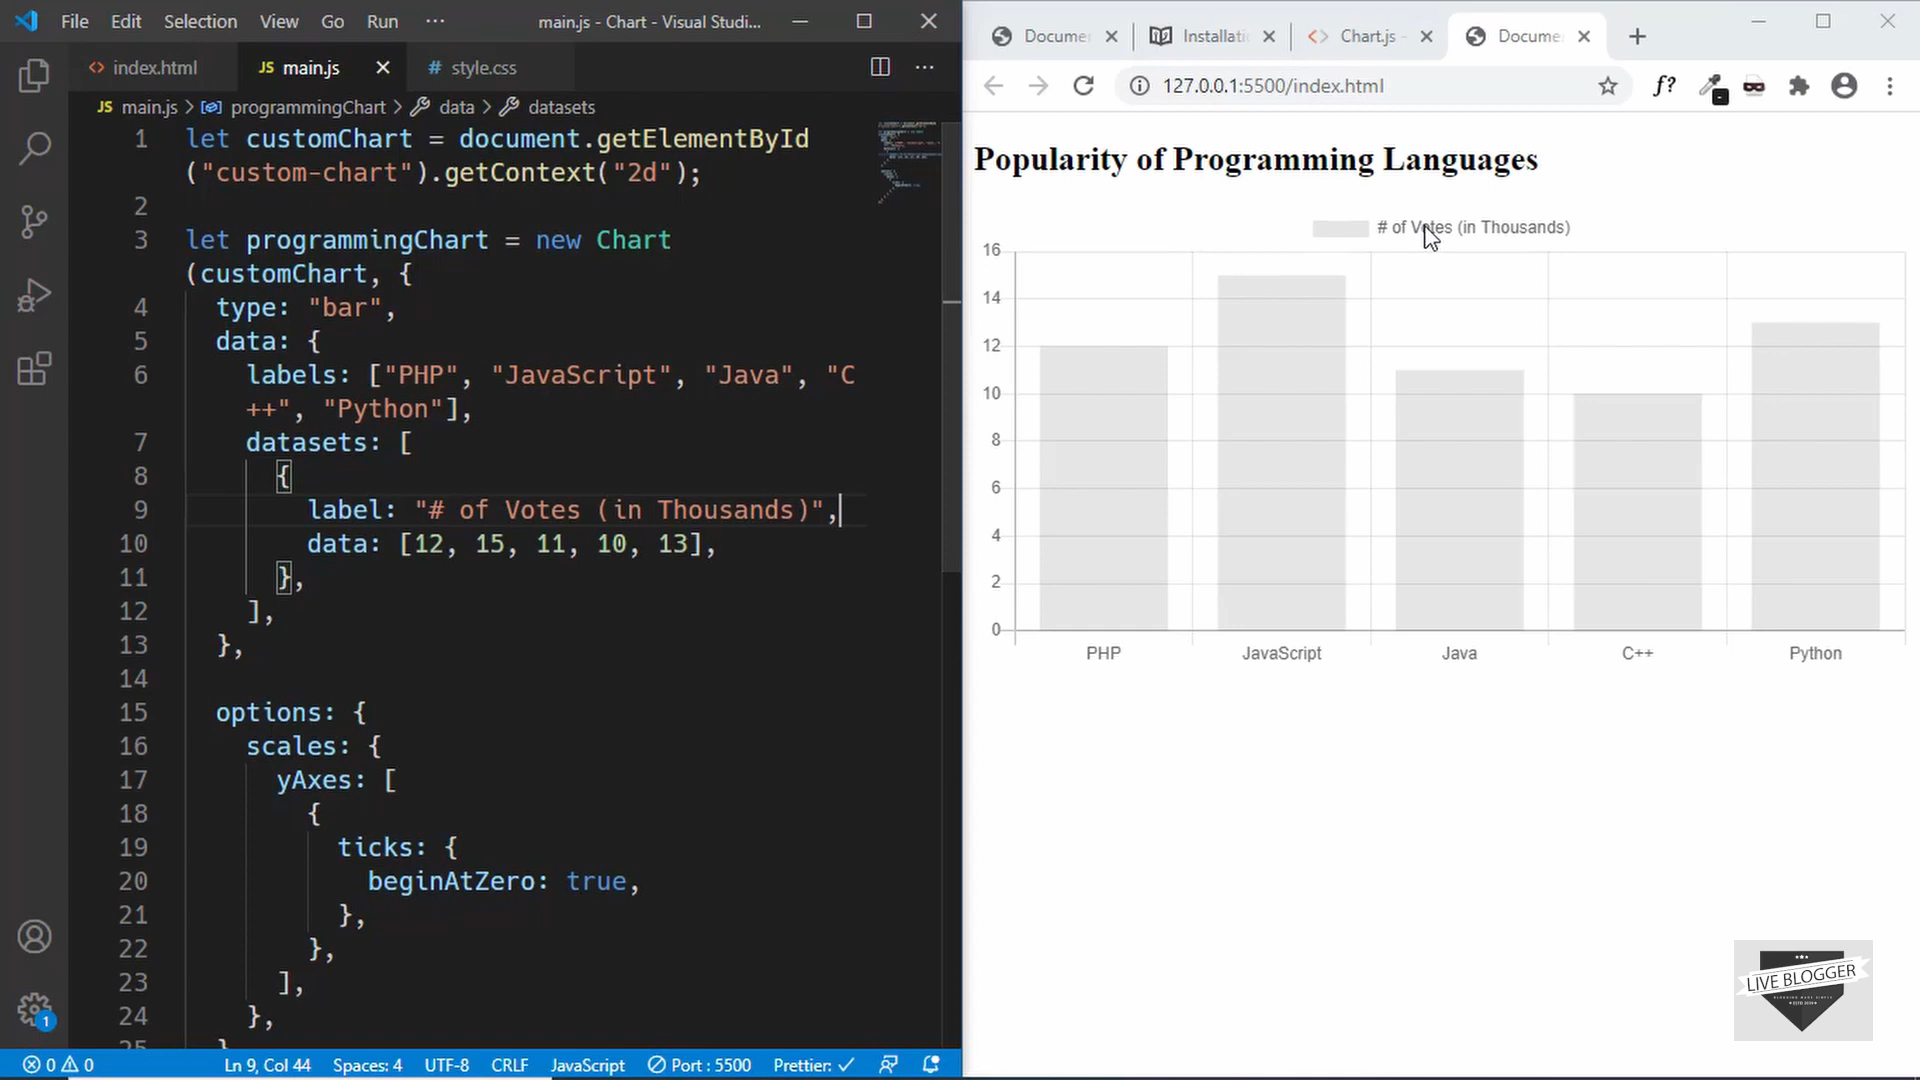 File Edit Selection View Go Run ··· main.js - Chart - Visual Studi...
index.html JS main.js # style.css ···
JS main.js > programmingChart > data > datasets
1 let customChart = document.getElementById
("custom-chart").getContext("2d");
2
3 let programmingChart = new Chart
(customChart, {
4 type: "bar",
5 data: {
6 labels: ["PHP", "JavaScript", "Java", "C
++", "Python"],
7 datasets: [
8 {
9 label: "# of Votes (in Thousands)",
10 data: [12, 15, 11, 10, 13],
11 },
12 ],
13 },
14
15 options: {
16 scales: {
17 yAxes: [
18 {
19 ticks: {
20 beginAtZero: true,
21 },
22 },
23 ],
24 },
25 }
1
0 0 Ln 9, Col 44 Spaces: 4 UTF-8 CRLF JavaScript Port : 5500 Prettier: ✓
Docume Installati Chart.js - Docume
127.0.0.1:5500/index.html f?
Popularity of Programming Languages
# of Votes (in Thousands)
16
14
12
10
8
6
4
2
0
PHP JavaScript Java C++ Python
LIVE BLOGGER